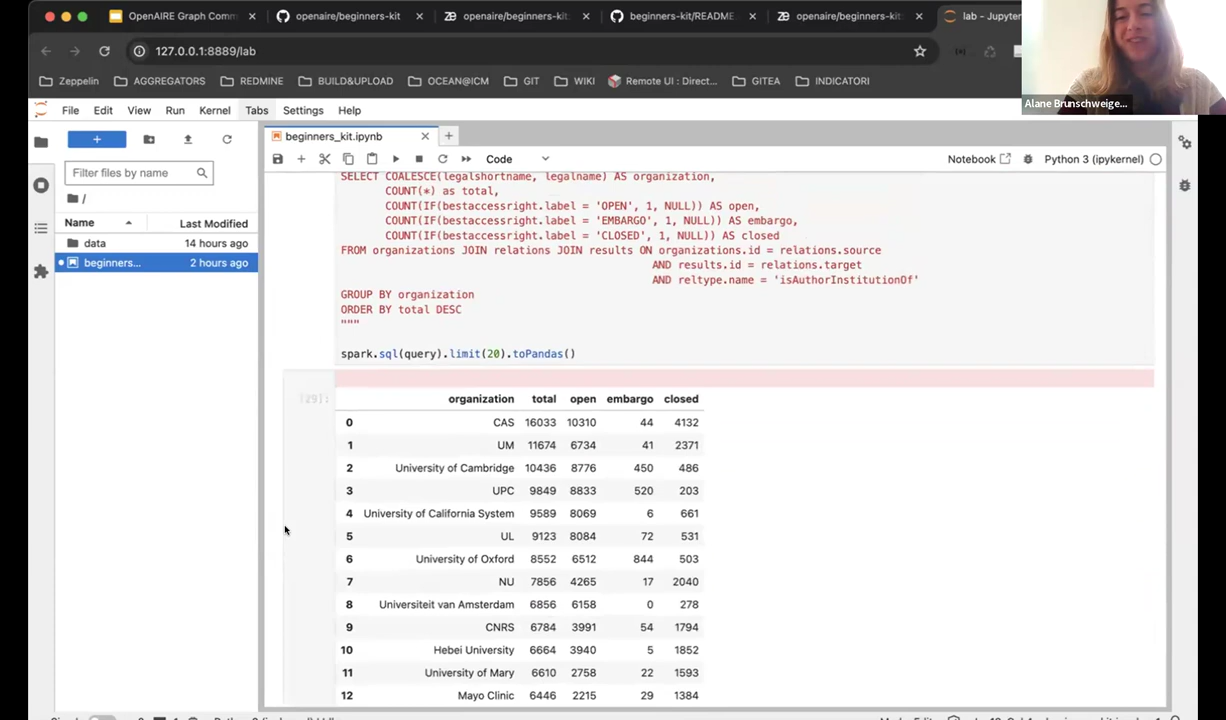 OpenAIRE Graph Comm
openaire/beginners-kit
openaire/beginners-kit:
beginners-kit/README
openaire/beginners-kit:
lab - Jupyter
127.0.0.1:8889/lab
Zeppelin
AGGREGATORS
REDMINE
BUILD&UPLOAD
OCEAN@ICM
GIT
WIKI
Remote UI : Direct...
GITEA
INDICATORI
Alane Brunschweige...
File Edit View Run Kernel Tabs Settings Help
beginners_kit.ipynb
Code
Notebook
Python 3 (ipykernel)
Filter files by name
/
Name Last Modified
data 14 hours ago
beginners... 2 hours ago
SELECT COALESCE(legalshortname, legalname) AS organization,
COUNT(*) as total,
COUNT(IF(bestaccessright.label = 'OPEN', 1, NULL)) AS open,
COUNT(IF(bestaccessright.label = 'EMBARGO', 1, NULL)) AS embargo,
COUNT(IF(bestaccessright.label = 'CLOSED', 1, NULL)) AS closed
FROM organizations JOIN relations JOIN results ON organizations.id = relations.source
AND results.id = relations.target
AND reltype.name = 'isAuthorInstitutionOf'
GROUP BY organization
ORDER BY total DESC
"""
spark.sql(query).limit(20).toPandas()
[29]:
organization total open embargo closed
0 CAS 16033 10310 44 4132
1 UM 11674 6734 41 2371
2 University of Cambridge 10436 8776 450 486
3 UPC 9849 8833 520 203
4 University of California System 9589 8069 6 661
5 UL 9123 8084 72 531
6 University of Oxford 8552 6512 844 503
7 NU 7856 4265 17 2040
8 Universiteit van Amsterdam 6856 6158 0 278
9 CNRS 6784 3991 54 1794
10 Hebei University 6664 3940 5 1852
11 University of Mary 6610 2758 22 1593
12 Mayo Clinic 6446 2215 29 1384